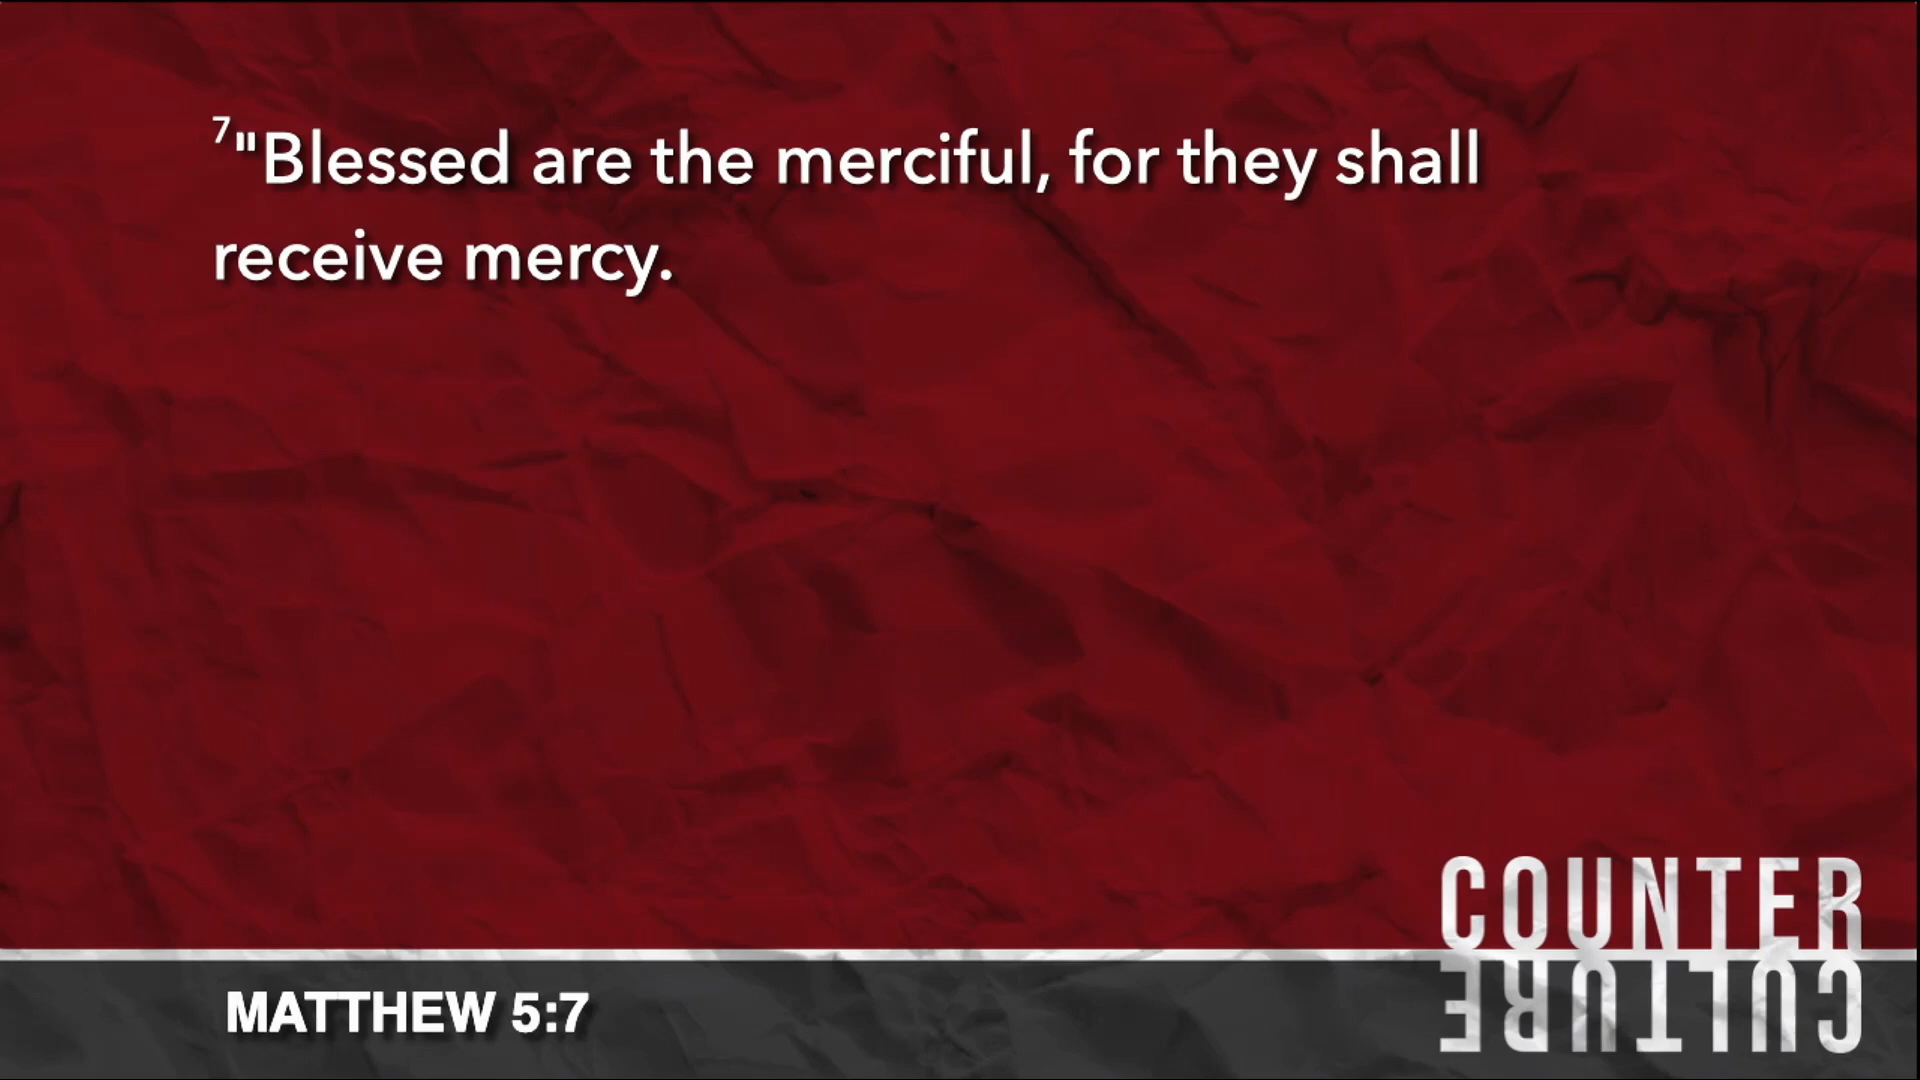 ⁷"Blessed are the merciful, for they shall
receive mercy.
COUNTER
CULTURE
MATTHEW 5:7